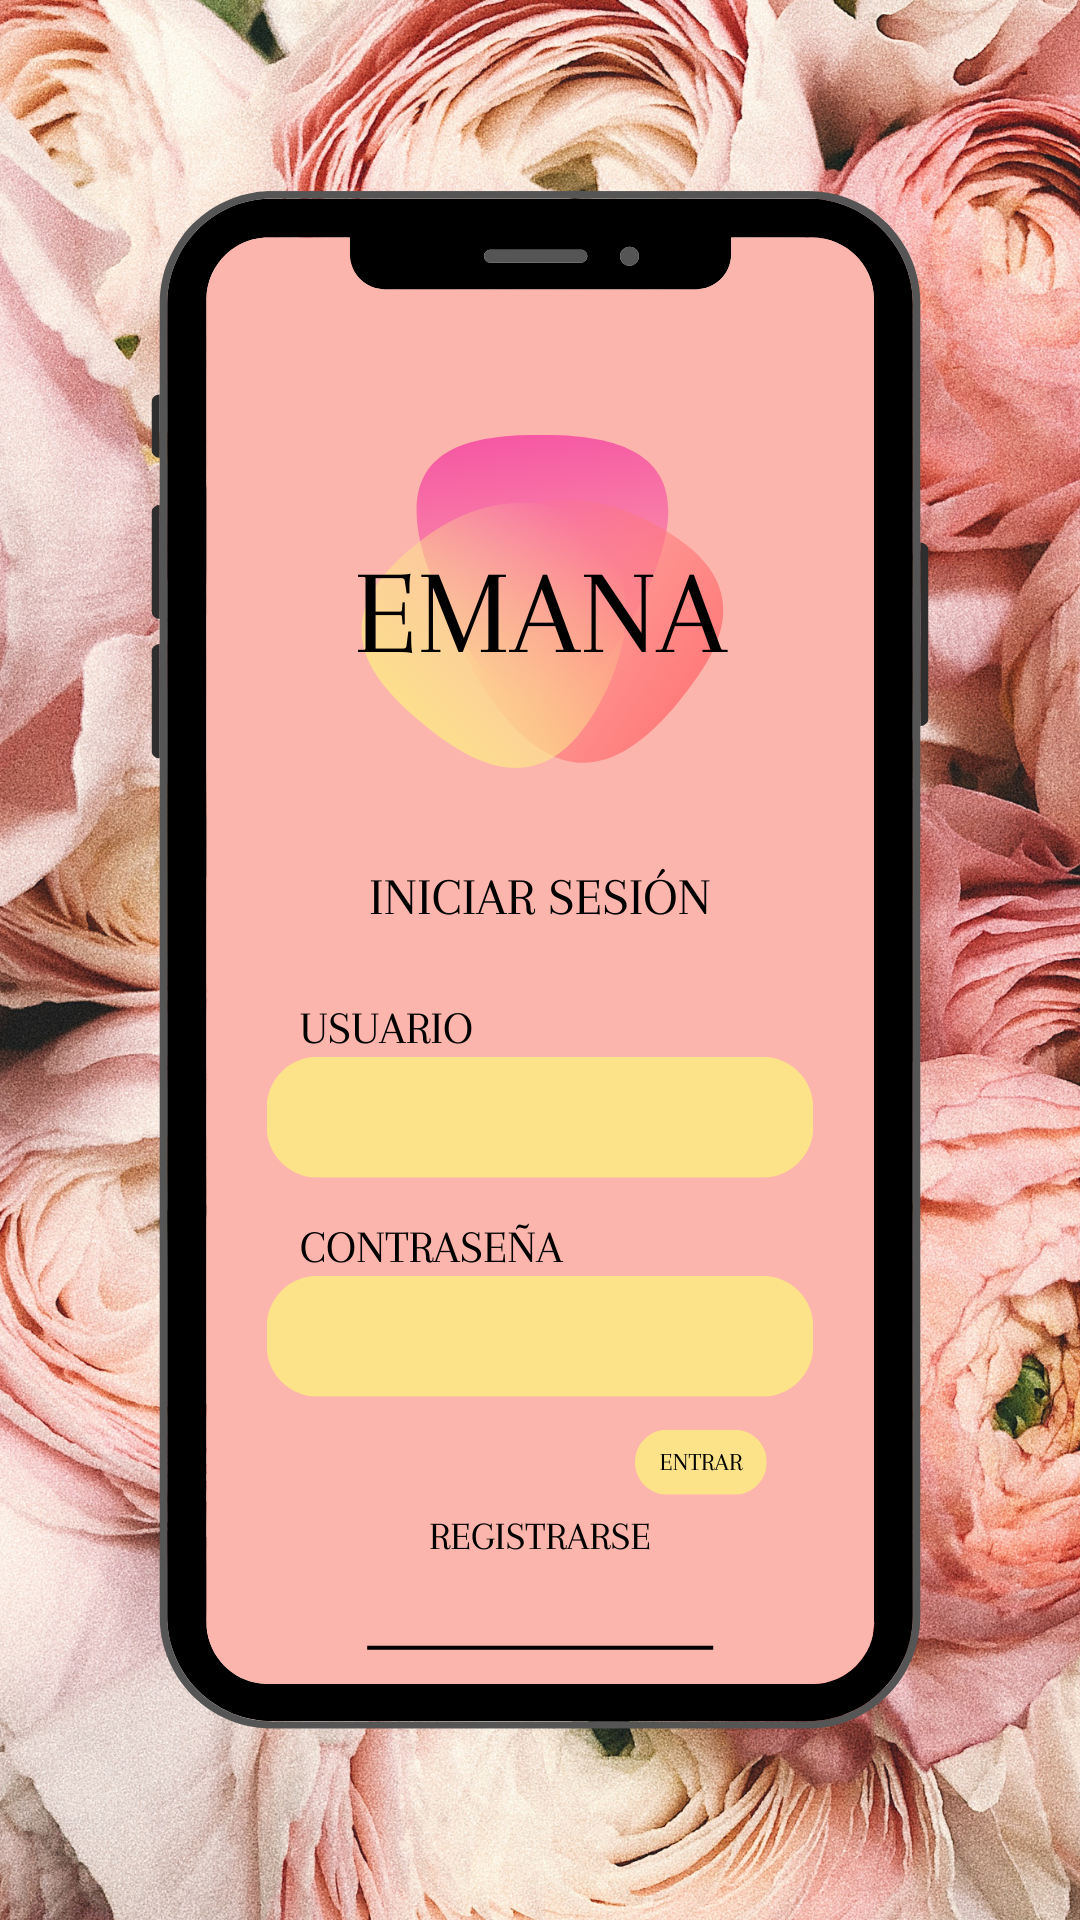 EMANA
INICIAR SESIÓN
USUARIO
CONTRASEÑA
ENTRAR
REGISTRARSE